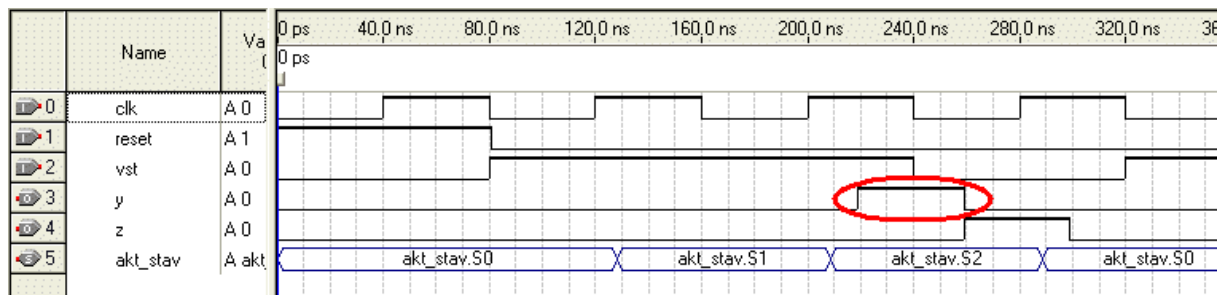 Name
Va
0 ps 40,0 ns 80,0 ns 120,0 ns 160,0 ns 200,0 ns 240,0 ns 280,0 ns 320,0 ns
0 ps
0 clk A 0
1 reset A 1
2 vst A 0
3 y A 0
4 z A 0
5 akt_stav A akt akt_stav.S0 akt_stav.S1 akt_stav.S2 akt_stav.S0